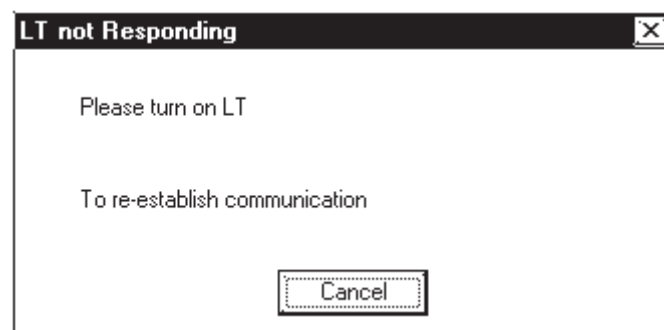 LT not Responding
Please turn on LT
To re-establish communication
Cancel